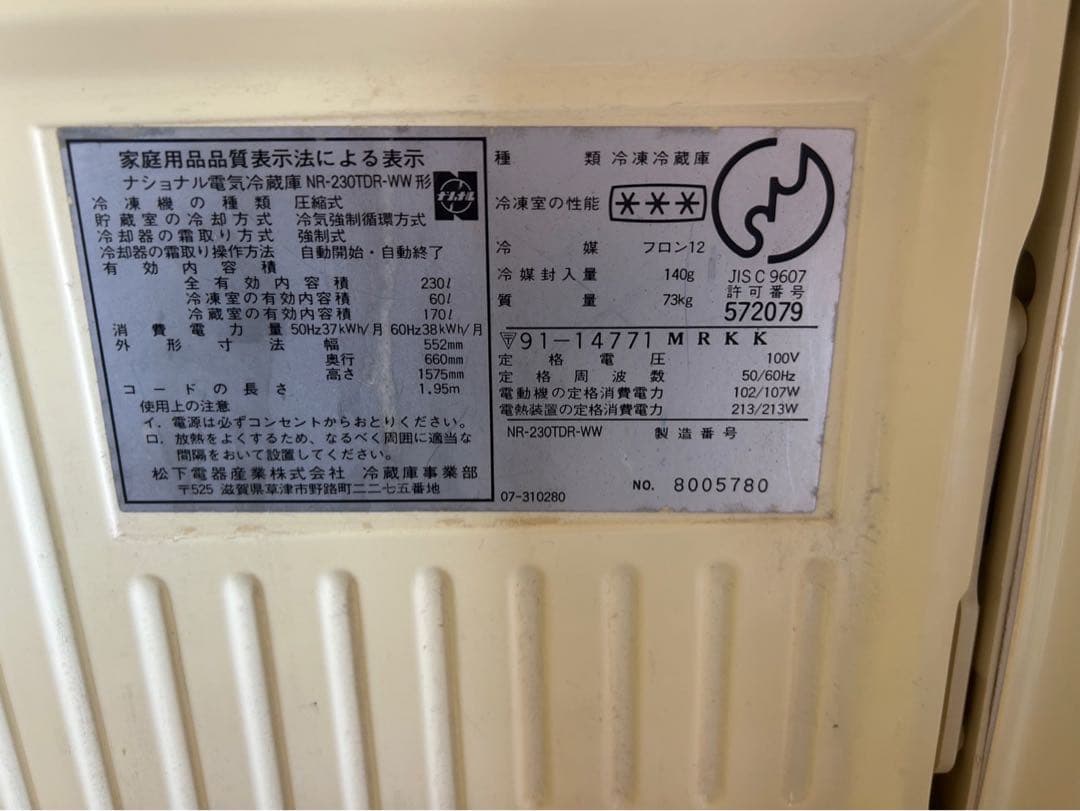 家庭用品品質表示法による表示
ナショナル電気冷蔵庫 NR-230TDR-WW 形
ナショナル
冷凍機の種類 圧縮式
貯蔵室の冷却方式 冷気強制循環方式
冷却器の霜取り方式 強制式
冷却器の霜取り操作方法 自動開始・自動終了
有効内容積
全有効内容積 230l
冷凍室の有効内容積 60l
冷蔵室の有効内容積 170l
消費電力量 50Hz37kWh/月 60Hz38kWh/月
外形寸法 幅 552mm
奥行 660mm
高さ 1575mm
コードの長さ 1.95m
使用上の注意
イ. 電源は必ずコンセントからおとりください。
ロ. 放熱をよくするため、なるべく周囲に適当な
間隔をおいて設置してください。
松下電器産業株式会社 冷蔵庫事業部
〒525 滋賀県草津市野路町二二七五番地
種類 冷凍冷蔵庫
冷凍室の性能 ***
冷媒 フロン12
冷媒封入量 140g
質量 73kg
JIS C 9607
許可番号
572079
〒91-14771 MRKK
定格電圧 100V
定格周波数 50/60Hz
電動機の定格消費電力 102/107W
電熱装置の定格消費電力 213/213W
NR-230TDR-WW 製造番号
07-310280 NO. 8005780